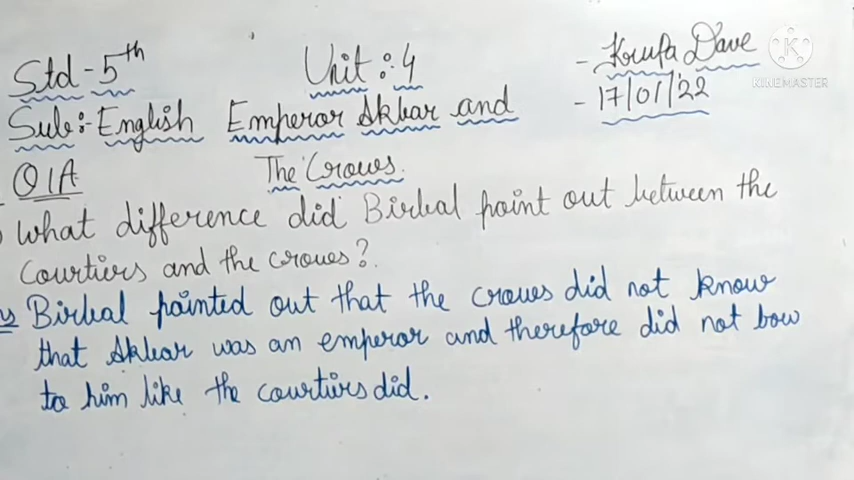 Std - 5th Unit : 4 - Krufa Dave
KINEMASTER
Sub:- English Emperor Akbar and - 17/01/22
The Crows.
Q1A
What difference did Birbal point out between the
courtiers and the crows?
Birbal pointed out that the crows did not know
that Akbar was an emperor and therefore did not bow
to him like the courtiers did.